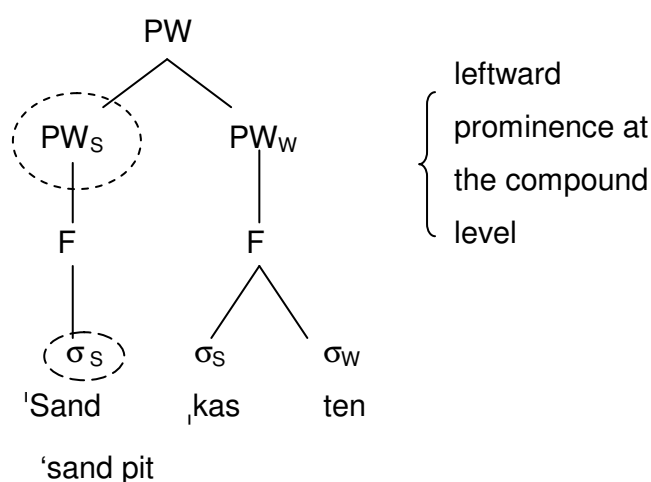 PW
leftward
prominence at
the compound
level
PWS PWW
F F
σS σS σW
ˈSand ˌkas ten
‘sand pit